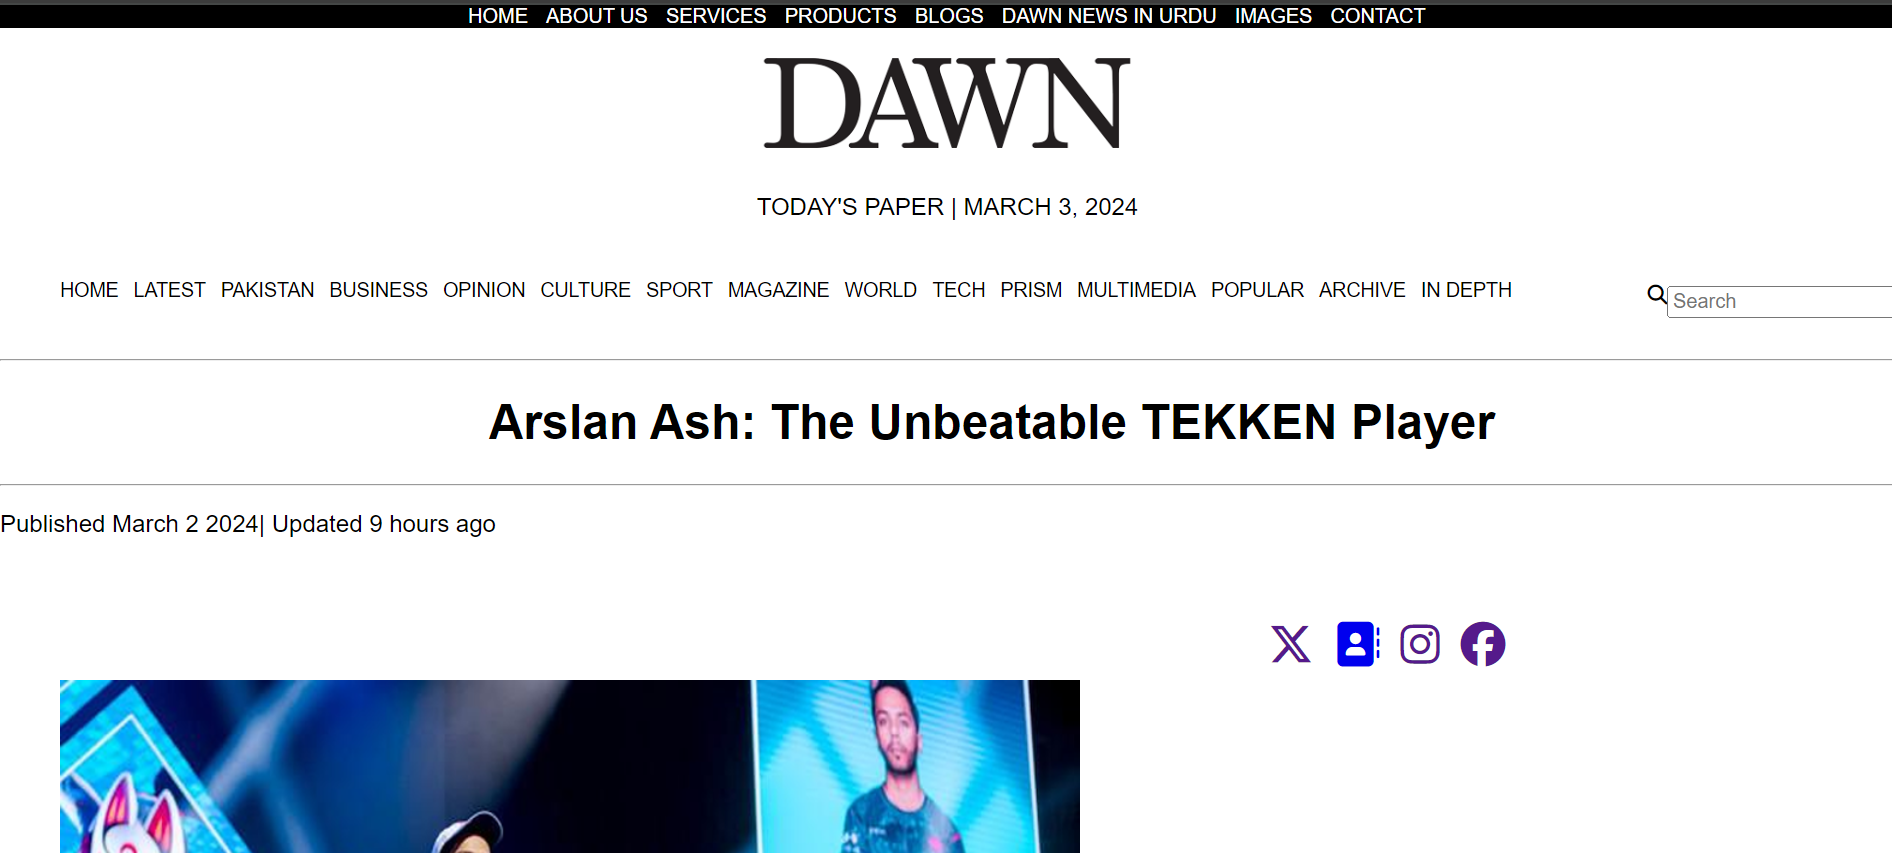 HOME ABOUT US SERVICES PRODUCTS BLOGS DAWN NEWS IN URDU IMAGES CONTACT
DAWN
TODAY'S PAPER | MARCH 3, 2024
HOME LATEST PAKISTAN BUSINESS OPINION CULTURE SPORT MAGAZINE WORLD TECH PRISM MULTIMEDIA POPULAR ARCHIVE IN DEPTH Search
Arslan Ash: The Unbeatable TEKKEN Player
Published March 2 2024| Updated 9 hours ago